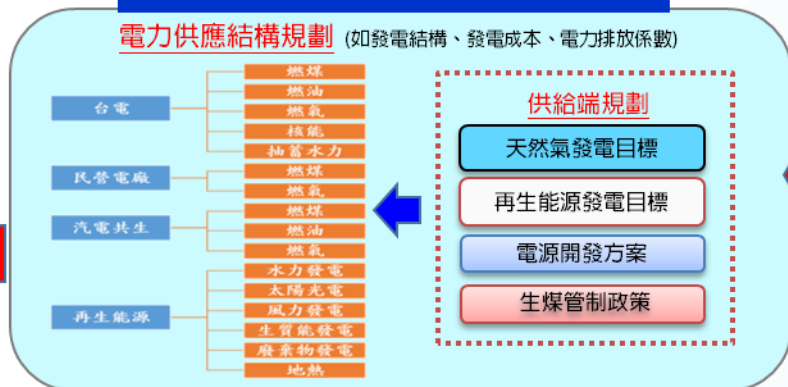 電力供應結構規劃 (如發電結構、發電成本、電力排放係數)
台電
燃煤
燃油
燃氣
核能
抽蓄水力
民營電廠
燃煤
燃氣
汽電共生
燃煤
燃油
燃氣
再生能源
水力發電
太陽光電
風力發電
生質能發電
廢棄物發電
地熱
供給端規劃
天然氣發電目標
再生能源發電目標
電源開發方案
生煤管制政策